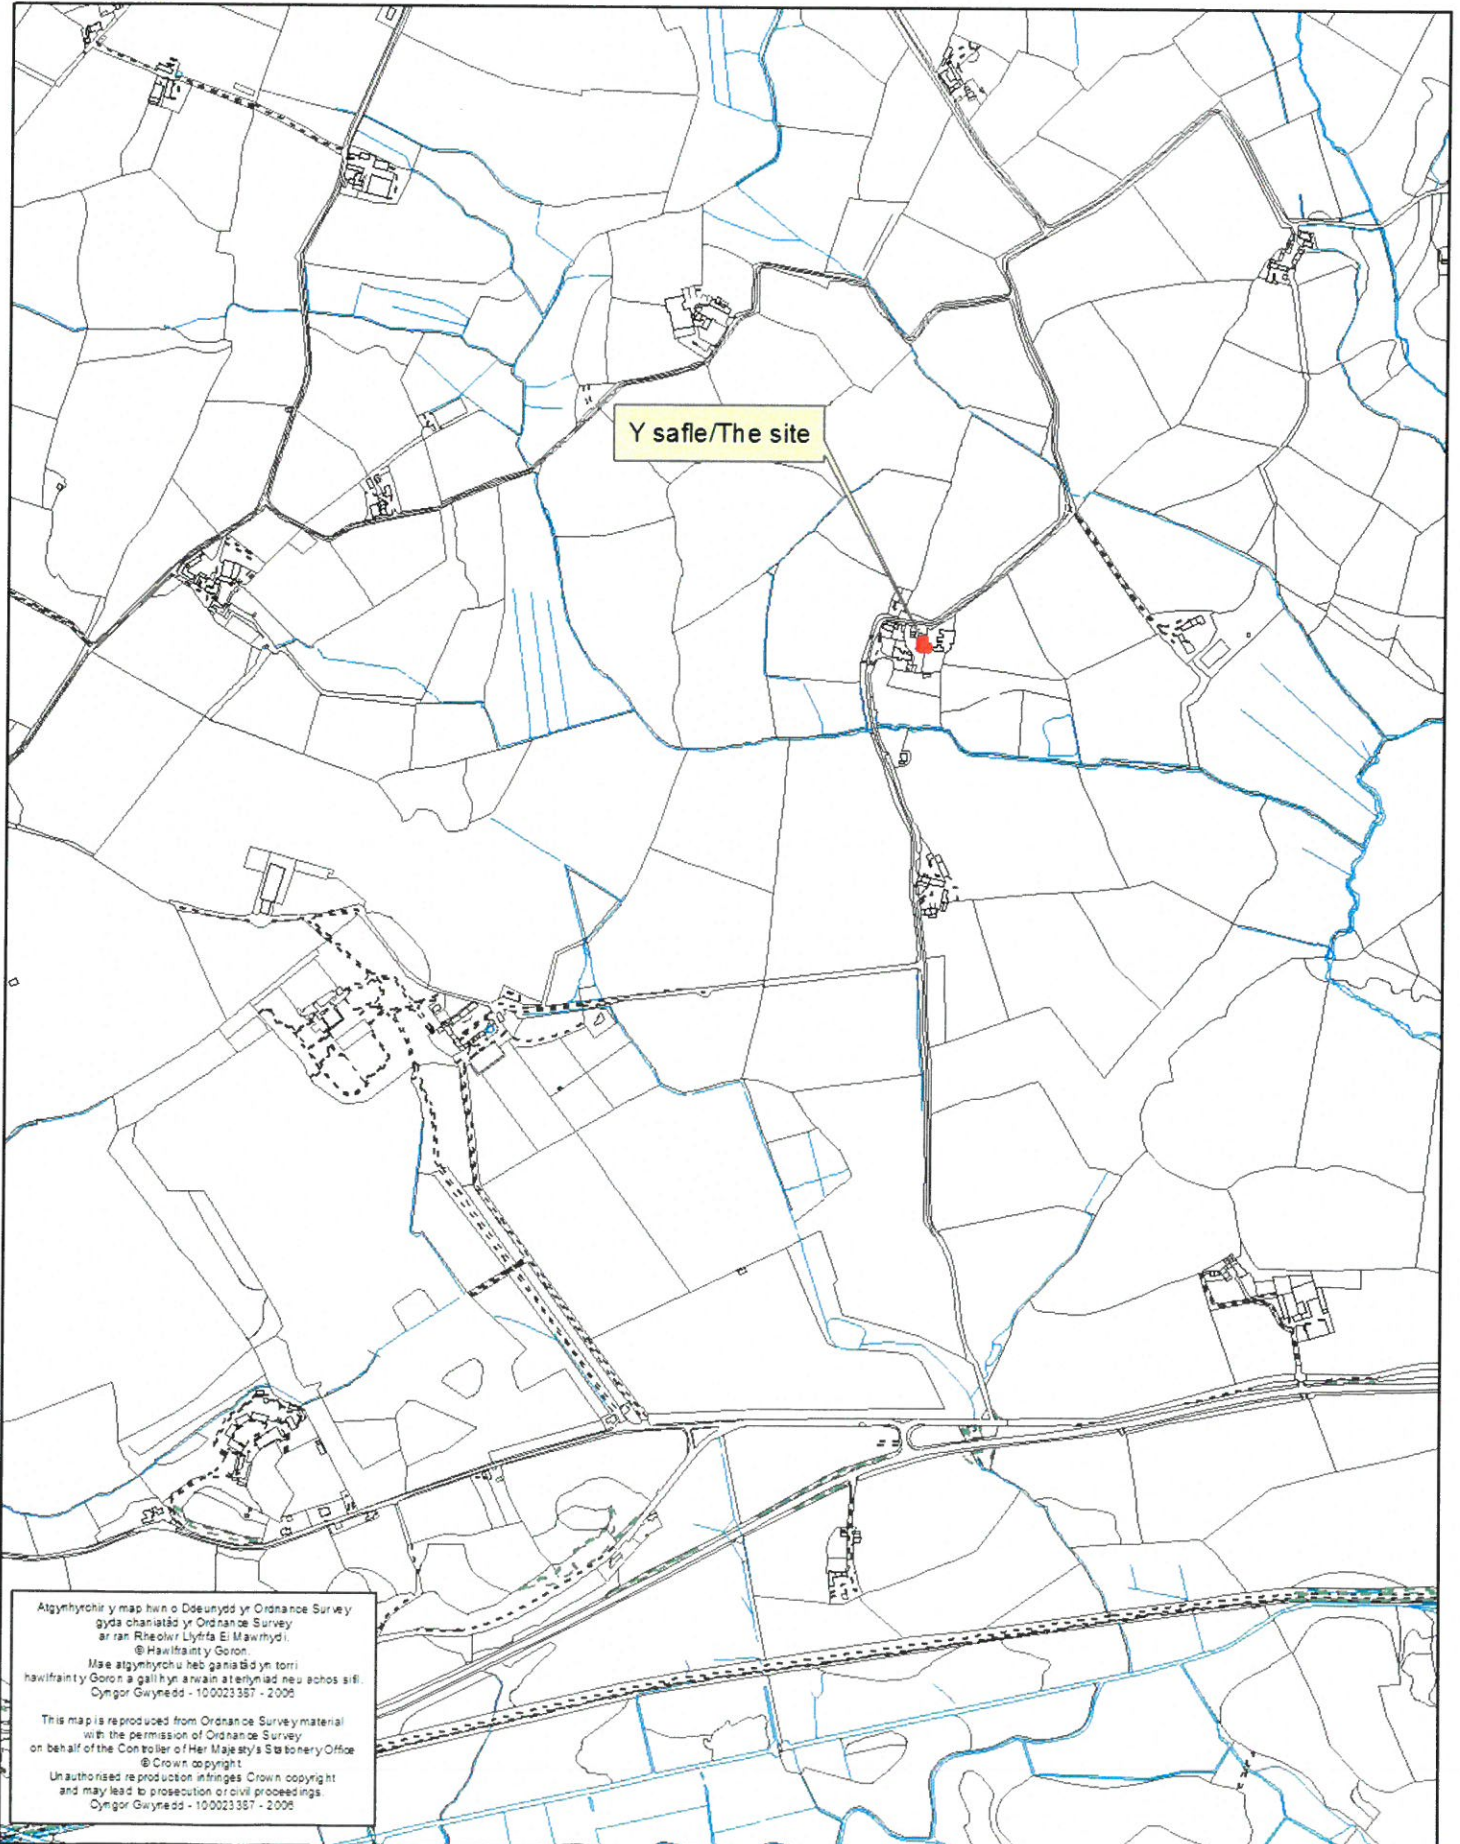 Y safle/The site
Atgynhyrchir y map hwn o Ddeunydd yr Ordnance Survey
gyda chaniatâd yr Ordnance Survey
ar ran Rheolwr Llyfrfa Ei Mawrhydi.
© Hawlfraint y Goron.
Mae atgynhyrchu heb ganiatâd yn torri
hawlfraint y Goron a gall hyn arwain at erlyniad neu achos sifil.
Cyngor Gwynedd - 100023387 - 2006
This map is reproduced from Ordnance Survey material
with the permission of Ordnance Survey
on behalf of the Controller of Her Majesty's Stationery Office
© Crown copyright.
Unauthorised reproduction infringes Crown copyright
and may lead to prosecution or civil proceedings.
Cyngor Gwynedd - 100023387 - 2006